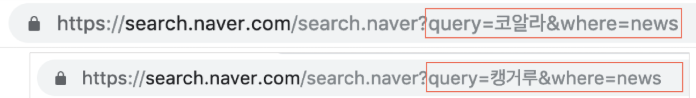 https://search.naver.com/search.naver?query=코알라&where=news
https://search.naver.com/search.naver?query=캥거루&where=news